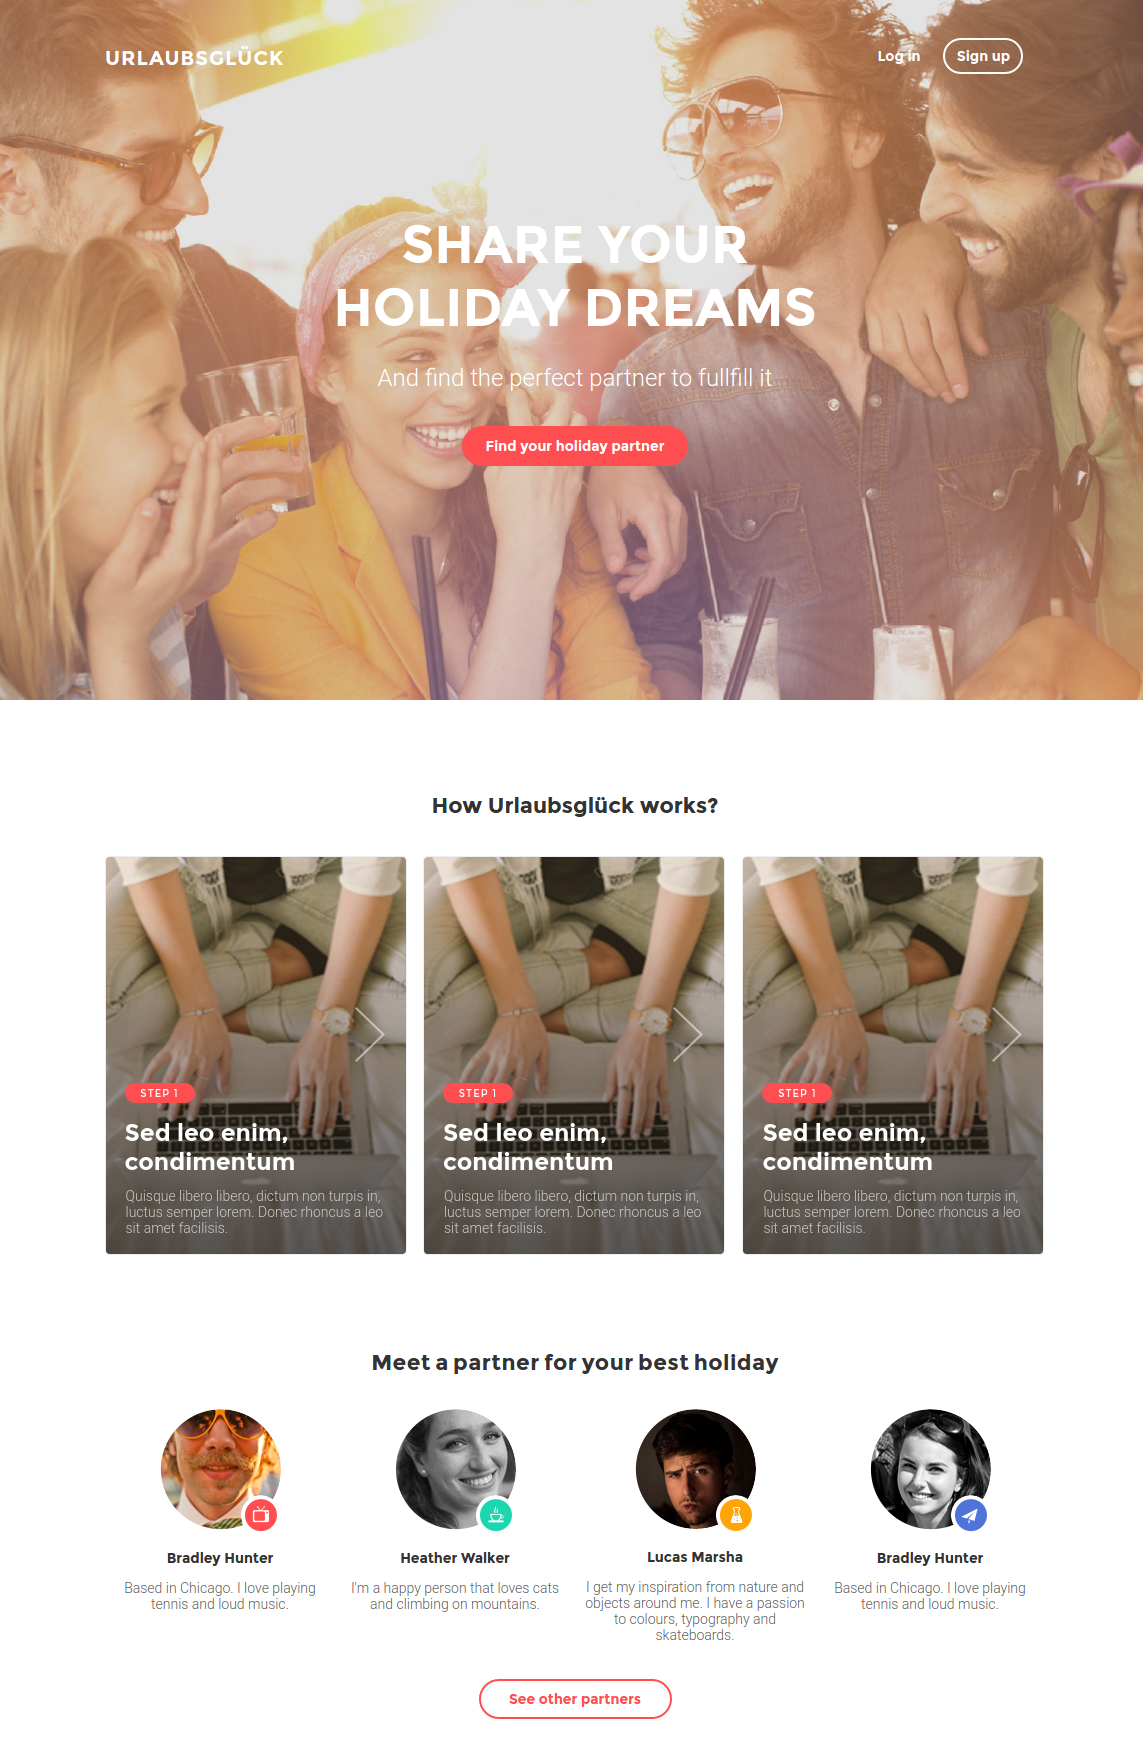 URLAUBSGLÜCK
Log in
Sign up
SHARE YOUR
HOLIDAY DREAMS
And find the perfect partner to fullfill it
Find your holiday partner
How Urlaubsglück works?
STEP 1
Sed leo enim,
condimentum
Quisque libero libero, dictum non turpis in,
luctus semper lorem. Donec rhoncus a leo
sit amet facilisis.
STEP 1
Sed leo enim,
condimentum
Quisque libero libero, dictum non turpis in,
luctus semper lorem. Donec rhoncus a leo
sit amet facilisis.
STEP 1
Sed leo enim,
condimentum
Quisque libero libero, dictum non turpis in,
luctus semper lorem. Donec rhoncus a leo
sit amet facilisis.
Meet a partner for your best holiday
Bradley Hunter
Based in Chicago. I love playing
tennis and loud music.
Heather Walker
I'm a happy person that loves cats
and climbing on mountains.
Lucas Marsha
I get my inspiration from nature and
objects around me. I have a passion
to colours, typography and
skateboards.
Bradley Hunter
Based in Chicago. I love playing
tennis and loud music.
See other partners